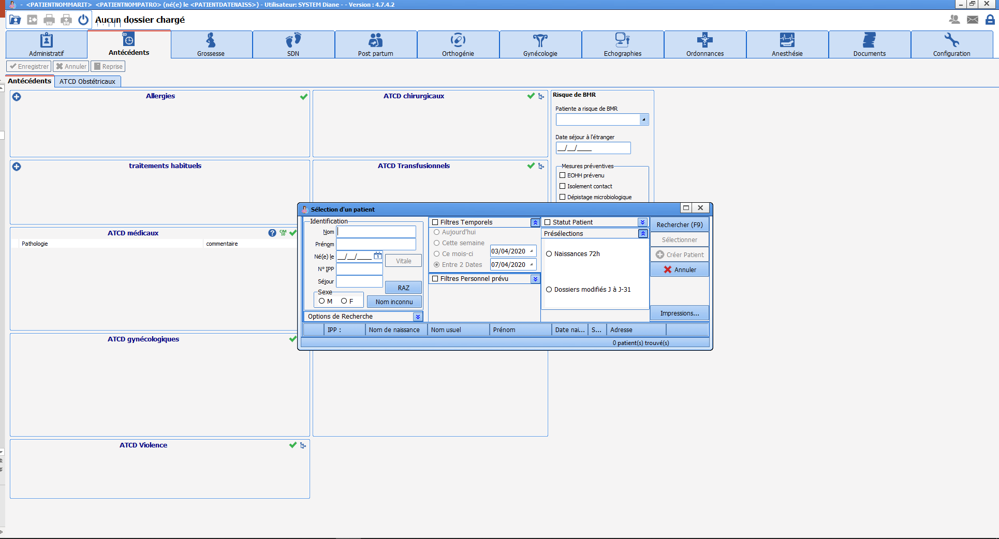 - <PATIENTNOMMARIT> <PATIENTNOMPATRO> (né(e) le <PATIENTDATENAISS>) - Utilisateur: SYSTEM Diane - - Version : 4.7.4.2
Aucun dossier chargé
Administratif
Antécédents
Grossesse
SDN
Post partum
Orthogénie
Gynécologie
Echographies
Ordonnances
Anesthésie
Documents
Configuration
Enregistrer
Annuler
Reprise
Antécédents
ATCD Obstétricaux
Allergies
ATCD chirurgicaux
Risque de BMR
Patiente a risque de BMR
Date séjour à l'étranger
__/__/____
traitements habituels
ATCD Transfusionnels
Mesures préventives
EOHH prévenu
Isolement contact
Dépistage microbiologique
ATCD médicaux
CIM 10
Pathologie
commentaire
ATCD gynécologiques
ATCD Violence
Sélection d'un patient
Identification
Nom
Prénom
Né(e) le __/__/____
1
Vitale
N° IPP
Séjour
RAZ
Sexe
M
F
Nom inconnu
Options de Recherche
Filtres Temporels
Aujourd'hui
Cette semaine
Ce mois-ci
03/04/2020
Entre 2 Dates
07/04/2020
Filtres Personnel prévu
Statut Patient
Présélections
Naissances 72h
Dossiers modifiés J à J-31
Rechercher (F9)
Sélectionner
Créer Patient
Annuler
Impressions...
IPP :
Nom de naissance
Nom usuel
Prénom
Date nai...
S...
Adresse
0 patient(s) trouvé(s)